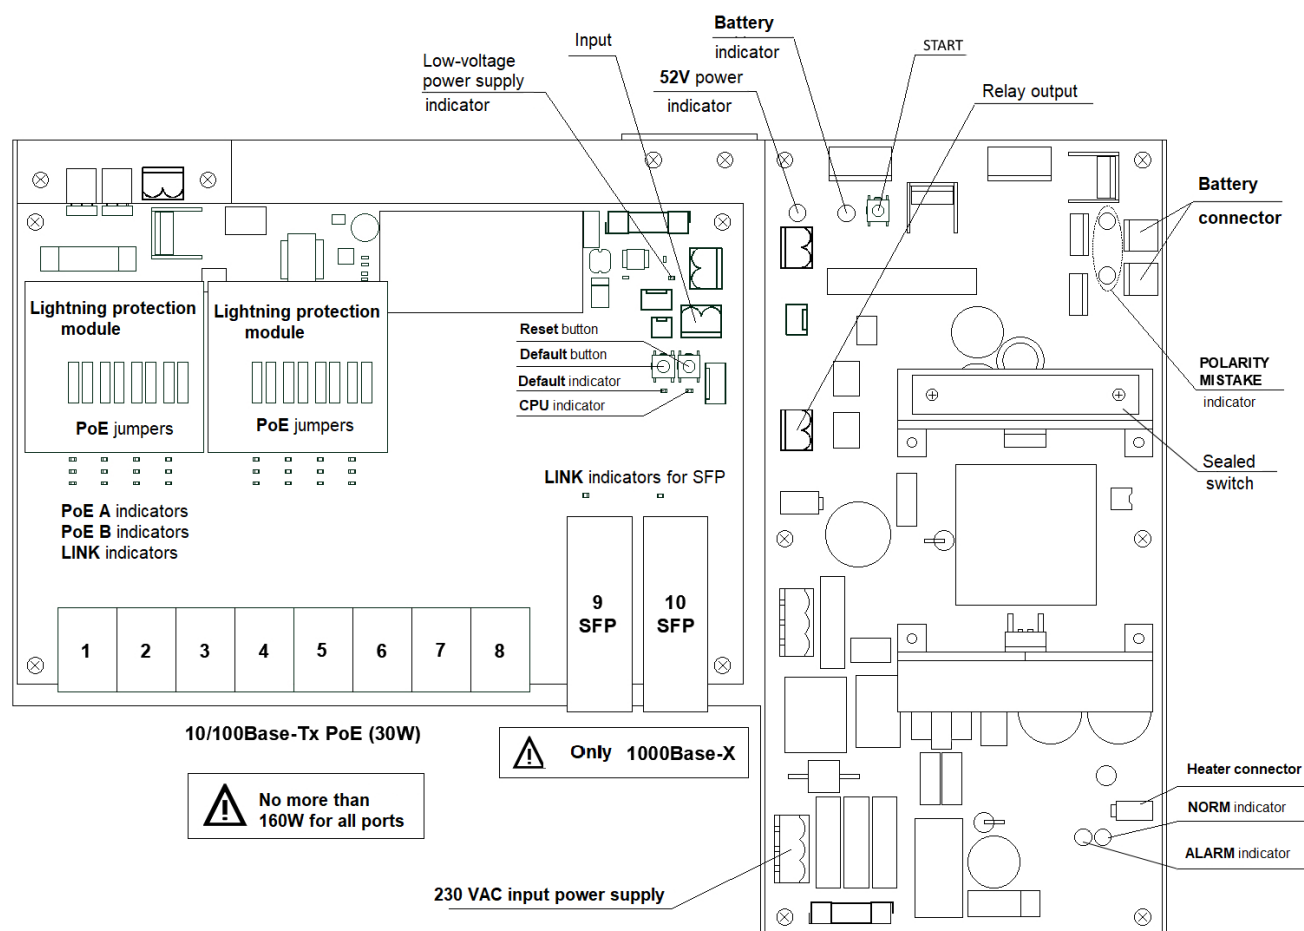 Battery
indicator
Input
START
Low-voltage
power supply
indicator
52V power
indicator
Relay output
Battery
connector
Lightning protection
module
Lightning protection
module
Reset button
Default button
Default indicator
CPU indicator
POLARITY
MISTAKE
indicator
PoE jumpers
PoE jumpers
Sealed
switch
LINK indicators for SFP
PoE A indicators
PoE B indicators
LINK indicators
9
SFP
10
SFP
1
2
3
4
5
6
7
8
10/100Base-Tx PoE (30W)
Only 1000Base-X
No more than
160W for all ports
Heater connector
NORM indicator
ALARM indicator
230 VAC input power supply